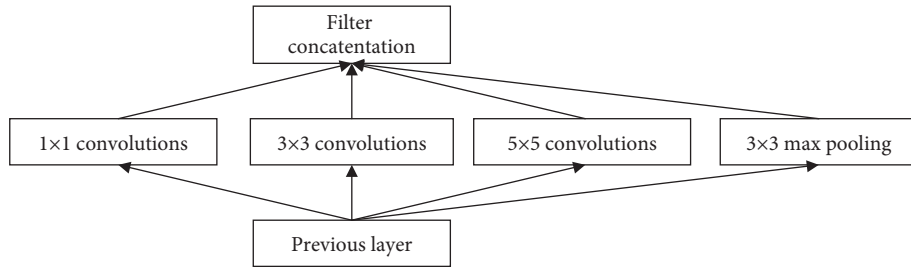 Filter
concatentation
1×1 convolutions
3×3 convolutions
5×5 convolutions
3×3 max pooling
Previous layer